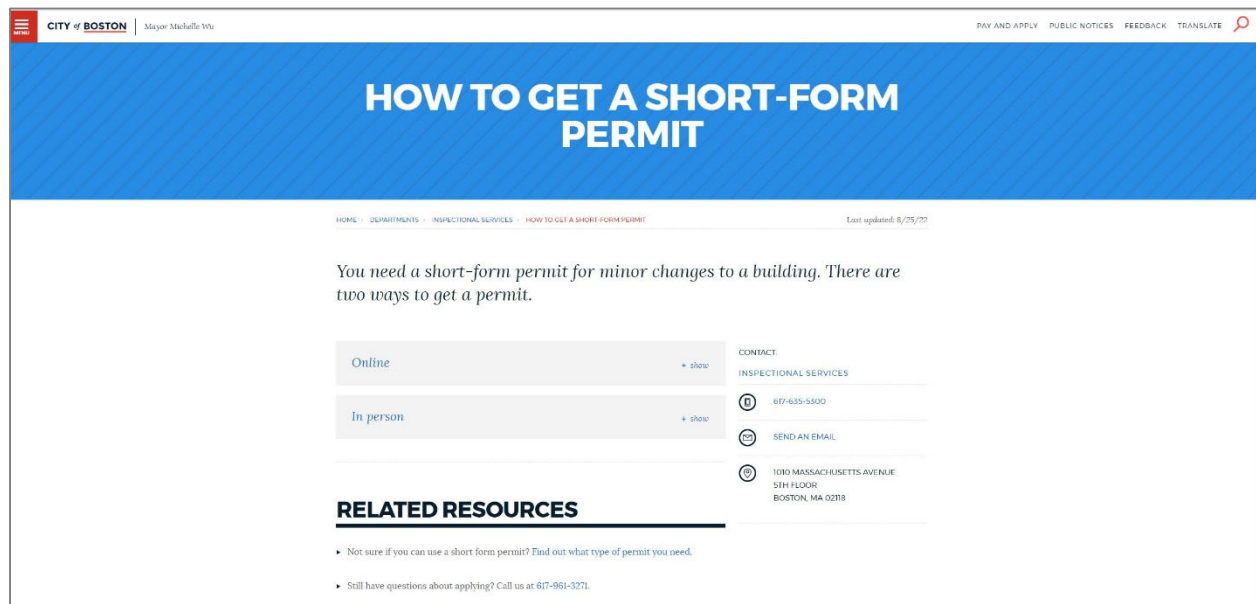 MENU
CITY of BOSTON
Mayor Michelle Wu
PAY AND APPLY PUBLIC NOTICES FEEDBACK TRANSLATE
HOW TO GET A SHORT-FORM
PERMIT
HOME › DEPARTMENTS › INSPECTIONAL SERVICES › HOW TO GET A SHORT-FORM PERMIT
Last updated: 8/25/22
You need a short-form permit for minor changes to a building. There are
two ways to get a permit.
Online + show
In person + show
CONTACT:
INSPECTIONAL SERVICES
617-635-5300
SEND AN EMAIL
1010 MASSACHUSETTS AVENUE
5TH FLOOR
BOSTON, MA 02118
RELATED RESOURCES
Not sure if you can use a short form permit? Find out what type of permit you need.
Still have questions about applying? Call us at 617-961-3271.